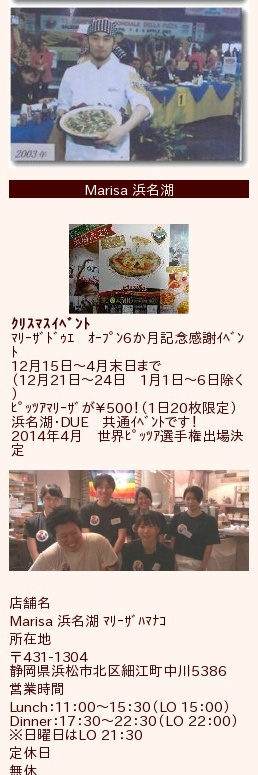 2003年
Marisa 浜名湖
ｸﾘｽﾏｽｲﾍﾞﾝﾄ
ﾏﾘｰｻﾞﾄﾞｩｴ　ｵｰﾌﾟﾝ6か月記念感謝ｲﾍﾞﾝ
ﾄ
12月15日～4月末日まで
（12月21日～24日　1月1日～6日除く
）
ﾋﾟｯﾂｱﾏﾘｰｻﾞが￥500！（1日20枚限定）
浜名湖・DUE　共通ｲﾍﾞﾝﾄです！
2014年4月　世界ﾋﾟｯﾂｧ選手権出場決
定
店舗名
Marisa 浜名湖 ﾏﾘｰｻﾞﾊﾏﾅｺ
所在地
〒431-1304
静岡県浜松市北区細江町中川5386
営業時間
Lunch：11：00～15：30（LO 15：00）
Dinner：17：30～22：30（LO 22：00）
※日曜日はLO 21：30
定休日
無休